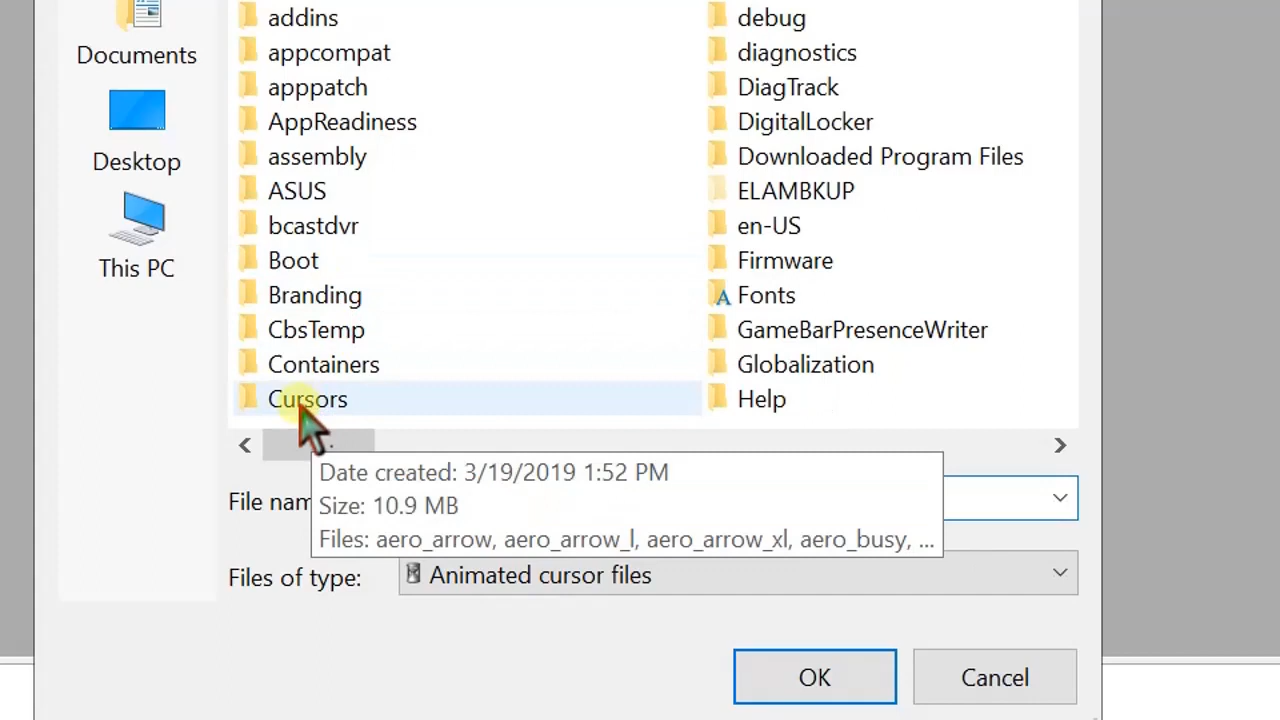 Documents
Desktop
This PC
addins
appcompat
apppatch
AppReadiness
assembly
ASUS
bcastdvr
Boot
Branding
CbsTemp
Containers
Cursors
debug
diagnostics
DiagTrack
DigitalLocker
Downloaded Program Files
ELAMBKUP
en-US
Firmware
Fonts
GameBarPresenceWriter
Globalization
Help
Date created: 3/19/2019 1:52 PM
Size: 10.9 MB
Files: aero_arrow, aero_arrow_l, aero_arrow_xl, aero_busy, ...
File nam
Files of type:
Animated cursor files
OK
Cancel